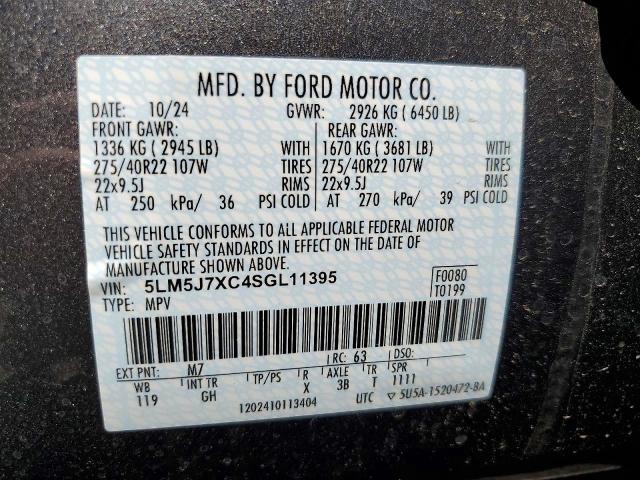 MFD. BY FORD MOTOR CO.
DATE: 10/24 GVWR: 2926 KG ( 6450 LB)
FRONT GAWR: REAR GAWR:
1336 KG ( 2945 LB) WITH 1670 KG ( 3681 LB) WITH
275/40R22 107W TIRES 275/40R22 107W TIRES
22x9.5J RIMS 22x9.5J RIMS
AT 250 kPa/ 36 PSI COLD AT 270 kPa/ 39 PSI COLD
THIS VEHICLE CONFORMS TO ALL APPLICABLE FEDERAL MOTOR
VEHICLE SAFETY STANDARDS IN EFFECT ON THE DATE OF
MANUFACTURE SHOWN ABOVE.
VIN: 5LM5J7XC4SGL11395 F0080
TYPE: MPV T0199
EXT PNT: M7 RC: 63 DSO:
WB INT TR TP/PS R AXLE TR SPR
119 GH X 3B T 1111
1202410113404 UTC ▽ 5U5A-1520472-BA